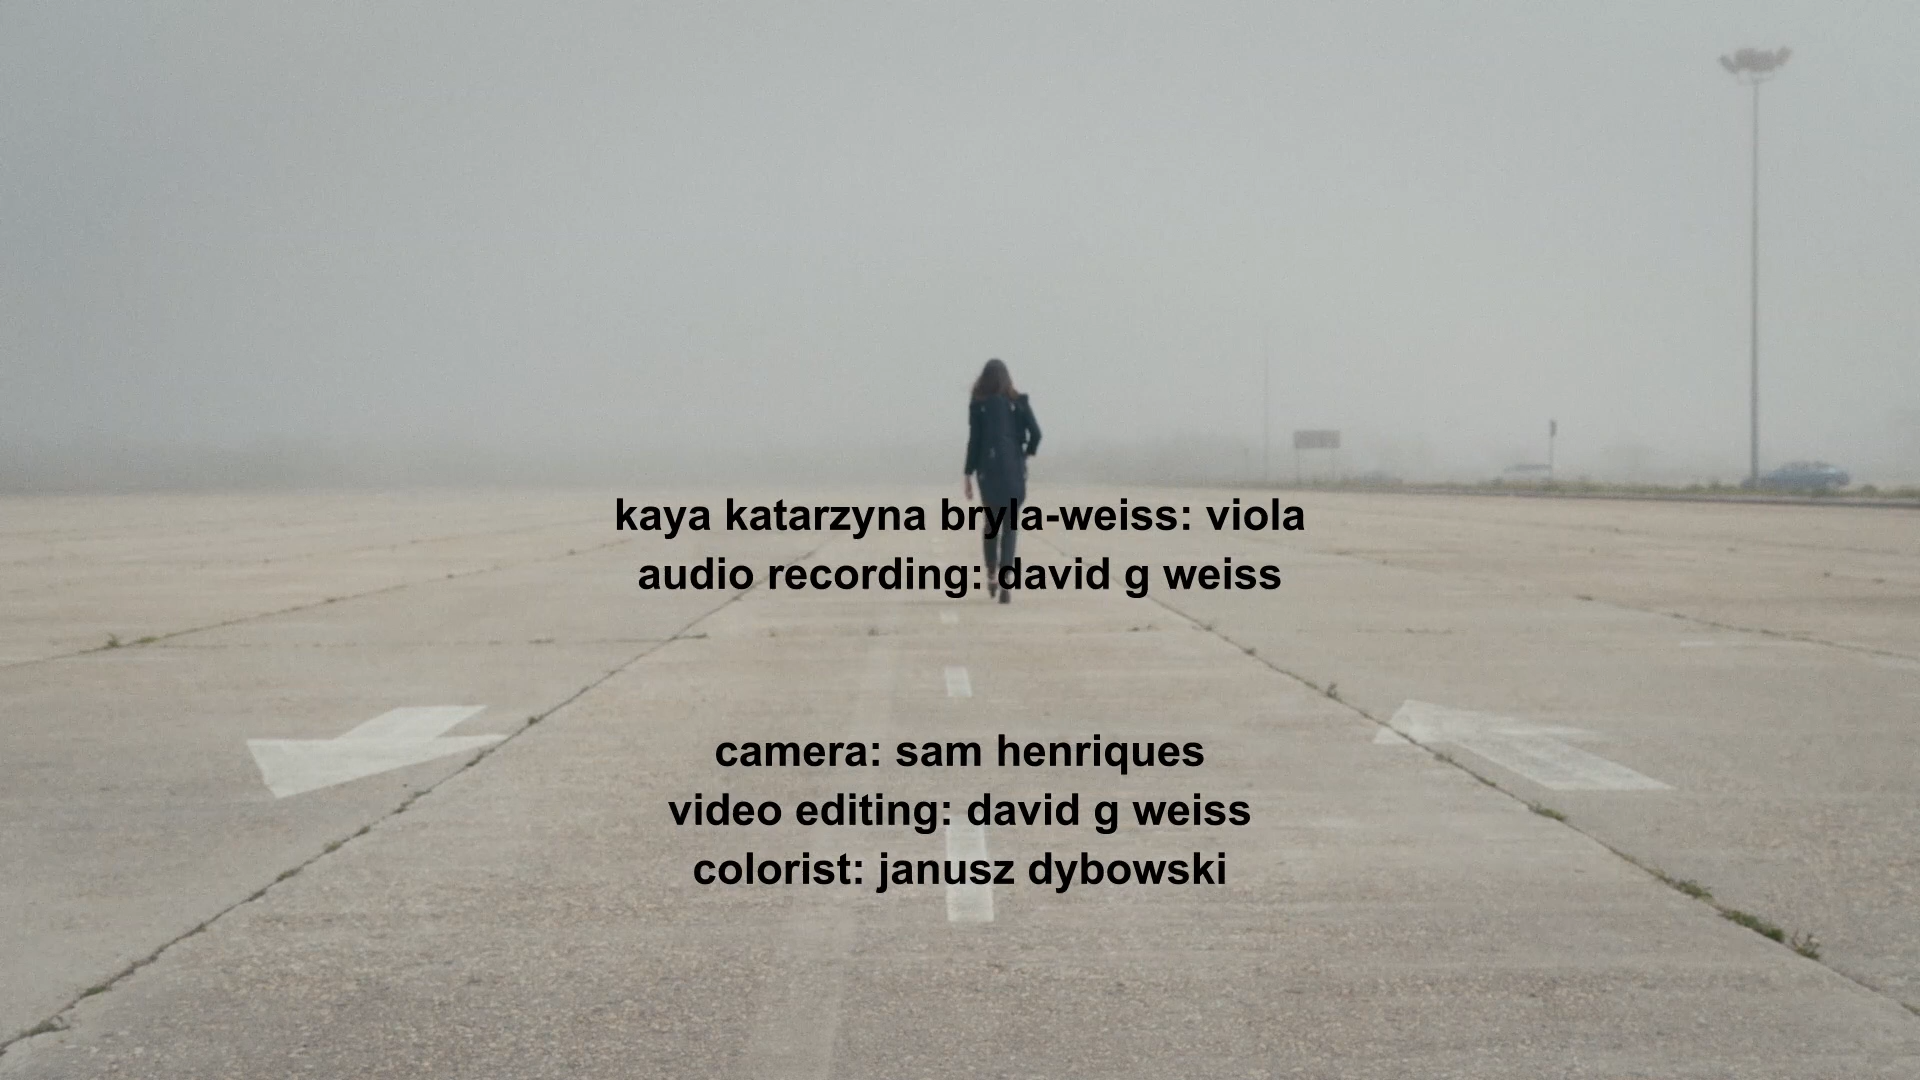 kaya katarzyna bryla-weiss: viola
audio recording: david g weiss
camera: sam henriques
video editing: david g weiss
colorist: janusz dybowski